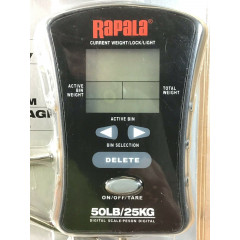 RAPALA
CURRENT WEIGHT/LOCK/LIGHT
ACTIVE
BIN
WEIGHT
TOTAL
WEIGHT
ACTIVE BIN
BIN SELECTION
DELETE
ON/OFF/TARE
50LB/25KG
DIGITAL SCALE•PESON DIGITAL